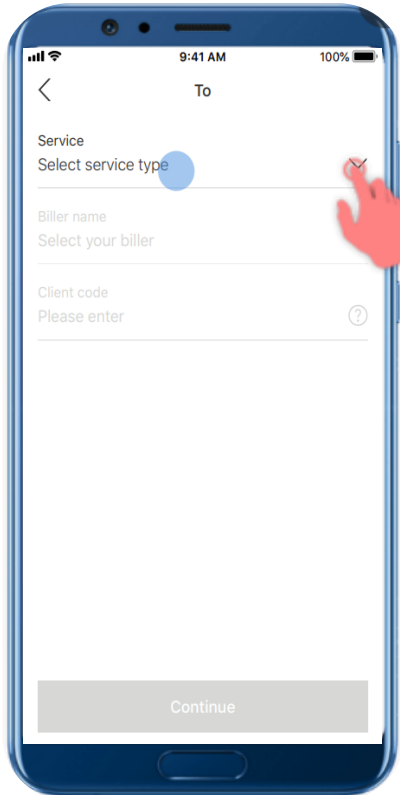 9:41 AM
100%
To
Service
Select service type
Biller name
Select your biller
Client code
Please enter
?
Continue